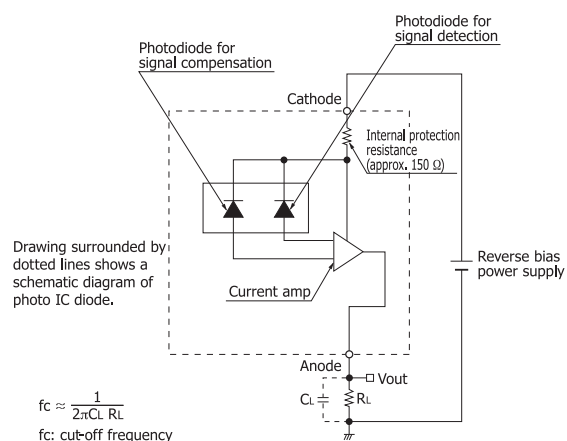 Photodiode for
signal compensation
Photodiode for
signal detection
Cathode
Internal protection
resistance
(approx. 150 Ω)
Drawing surrounded by
dotted lines shows a
schematic diagram of
photo IC diode.
Current amp
Reverse bias
power supply
Anode
Vout
CL
RL
fc ≈ 1 / 2πCL RL
fc: cut-off frequency